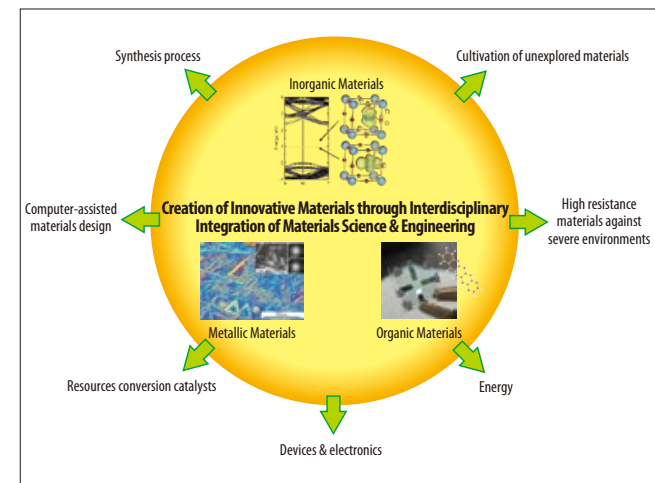 Synthesis process
Cultivation of unexplored materials
Inorganic Materials
Computer-assisted
materials design
Creation of Innovative Materials through Interdisciplinary
Integration of Materials Science & Engineering
High resistance
materials against
severe environments
Metallic Materials
Organic Materials
Resources conversion catalysts
Energy
Devices & electronics